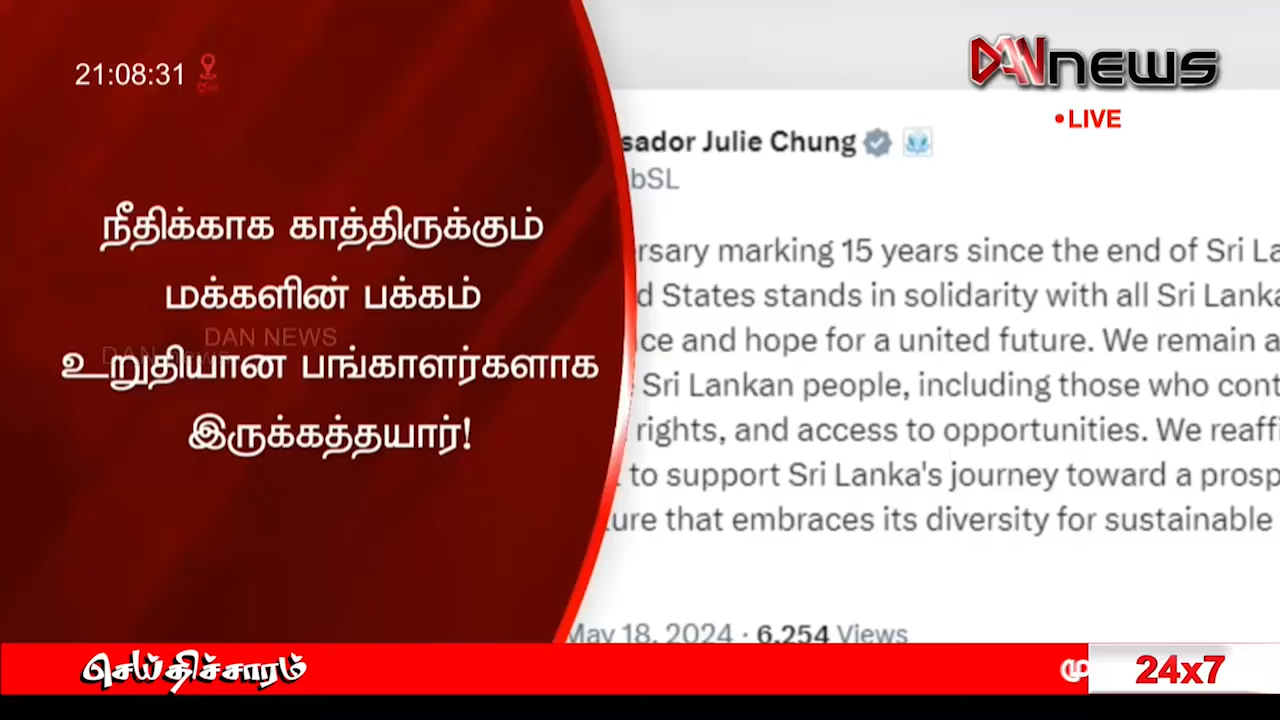 21:08:31
DAN news
LIVE
நீதிக்காக காத்திருக்கும்
மக்களின் பக்கம்
உறுதியான பங்காளர்களாக
இருக்கத்தயார்!
DAN NEWS
DAN news
sador Julie Chung
bSL
rsary marking 15 years since the end of Sri La
d States stands in solidarity with all Sri Lanka
ce and hope for a united future. We remain a
Sri Lankan people, including those who cont
rights, and access to opportunities. We reaffi
to support Sri Lanka's journey toward a prosp
ure that embraces its diversity for sustainable
May 18, 2024 · 6,254 Views
செய்திச்சாரம்
மு
24x7